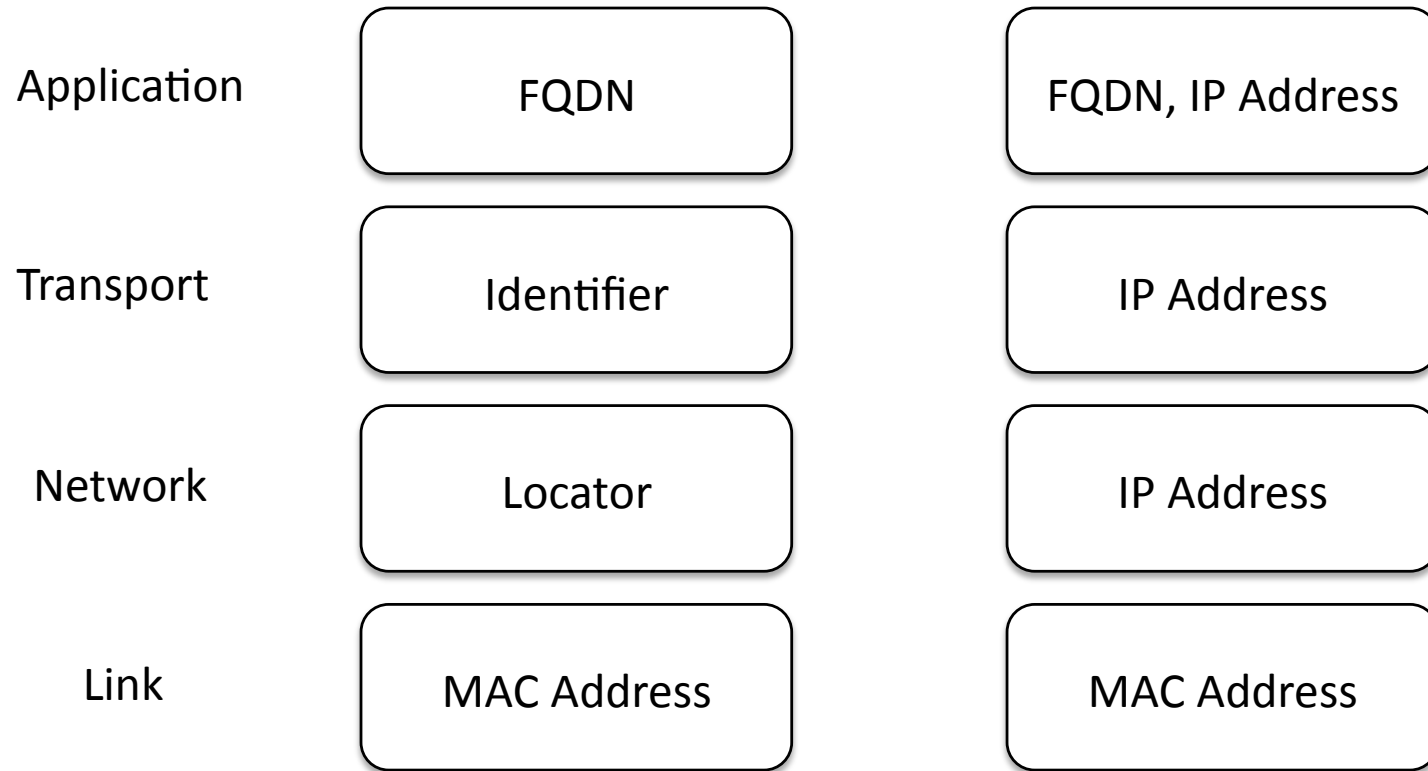 Application
FQDN
FQDN, IP Address
Transport
Identifier
IP Address
Network
Locator
IP Address
Link
MAC Address
MAC Address